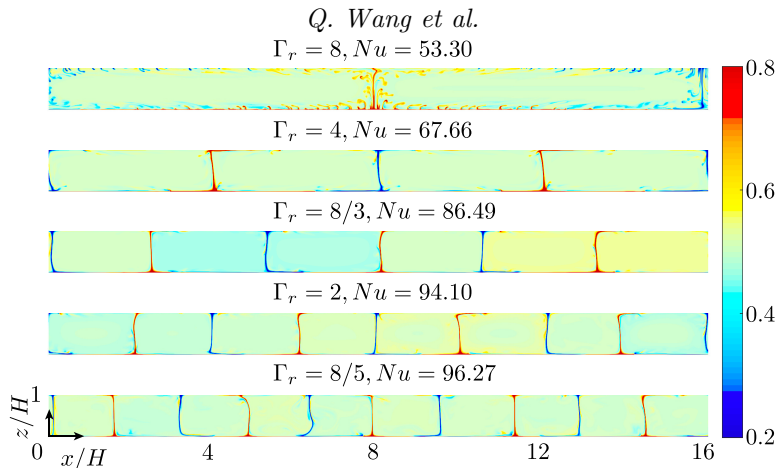 Q. Wang et al.
Γr = 8, Nu = 53.30
Γr = 4, Nu = 67.66
Γr = 8/3, Nu = 86.49
Γr = 2, Nu = 94.10
Γr = 8/5, Nu = 96.27
0.8
0.6
0.4
0.2
1
z/H
0
x/H
4
8
12
16